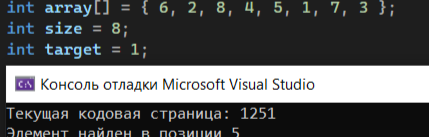 int array[] = { 6, 2, 8, 4, 5, 1, 7, 3 };
int size = 8;
int target = 1;
C:\ Консоль отладки Microsoft Visual Studio
Текущая кодовая страница: 1251
Элемент найден в позиции 5